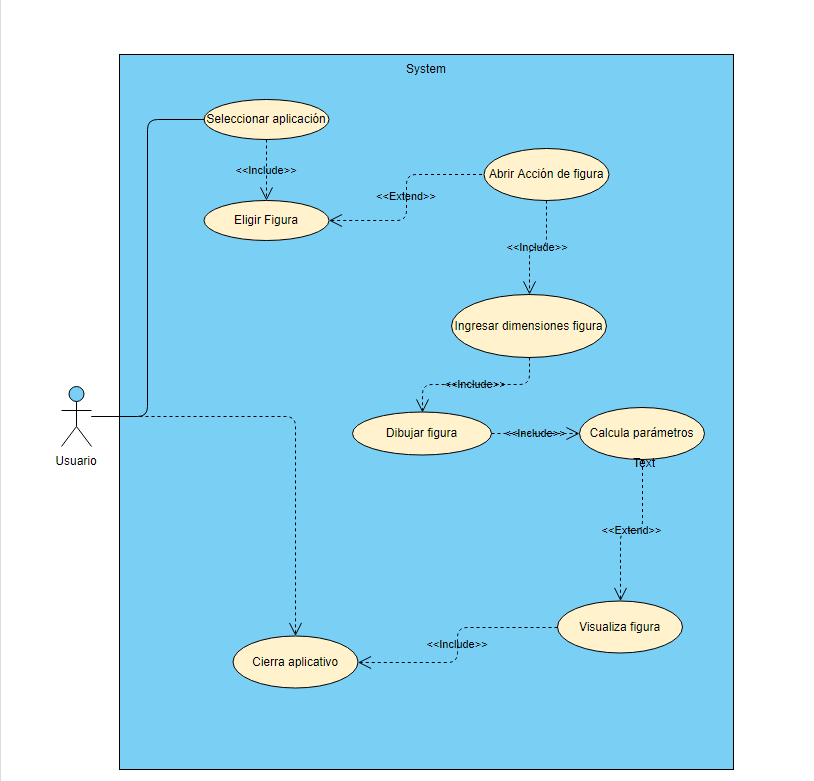 System
Seleccionar aplicación
<<Include>>
Abrir Acción de figura
<<Extend>>
Eligir Figura
<<Include>>
Ingresar dimensiones figura
<<Include>>
Dibujar figura
<<Include>>
Calcula parámetros
Text
Usuario
<<Extend>>
Visualiza figura
<<Include>>
Cierra aplicativo